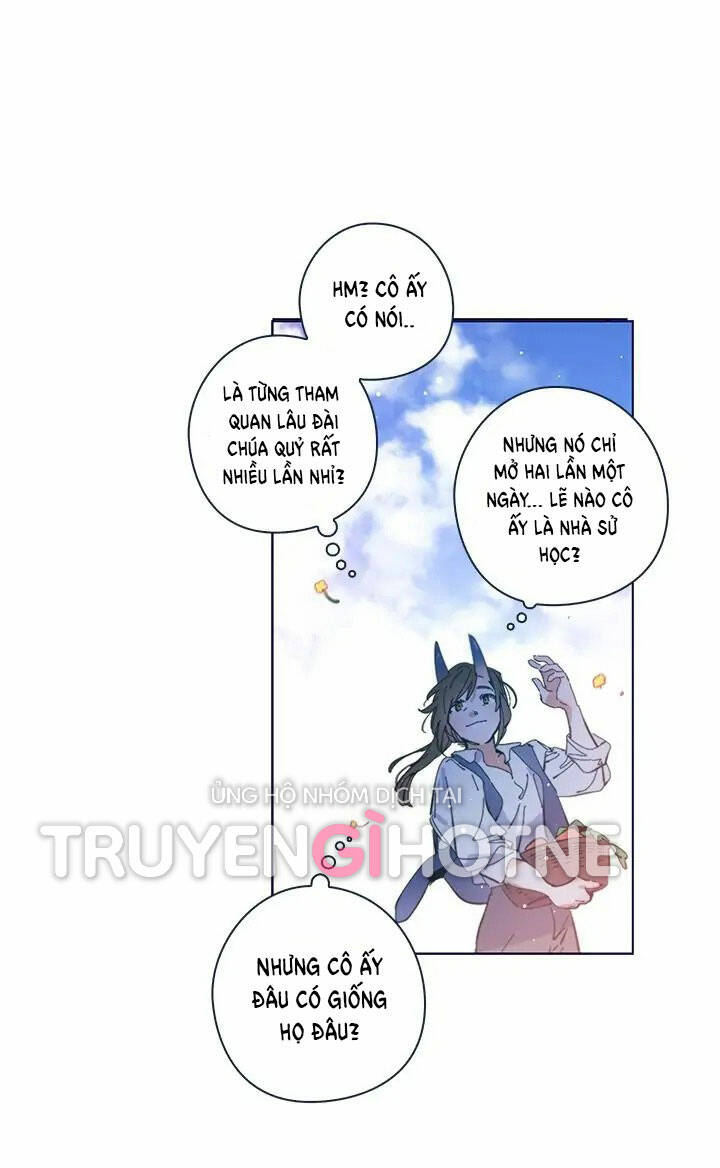 HM? CÔ ẤY
CÓ NÓI..
LÀ TỪNG THAM
QUAN LÂU ĐÀI
CHÚA QUỶ RẤT
NHIỀU LẦN NHỈ?
NHƯNG NÓ CHỈ
MỞ HAI LẦN MỘT
NGÀY... LẼ NÀO CÔ
ẤY LÀ NHÀ SỬ
HỌC?
ỦNG HỘ NHÓM DỊCH TẠI
TRUYENGIHOTNE
NHƯNG CÔ ẤY
ĐÂU CÓ GIỐNG
HỌ ĐÂU?